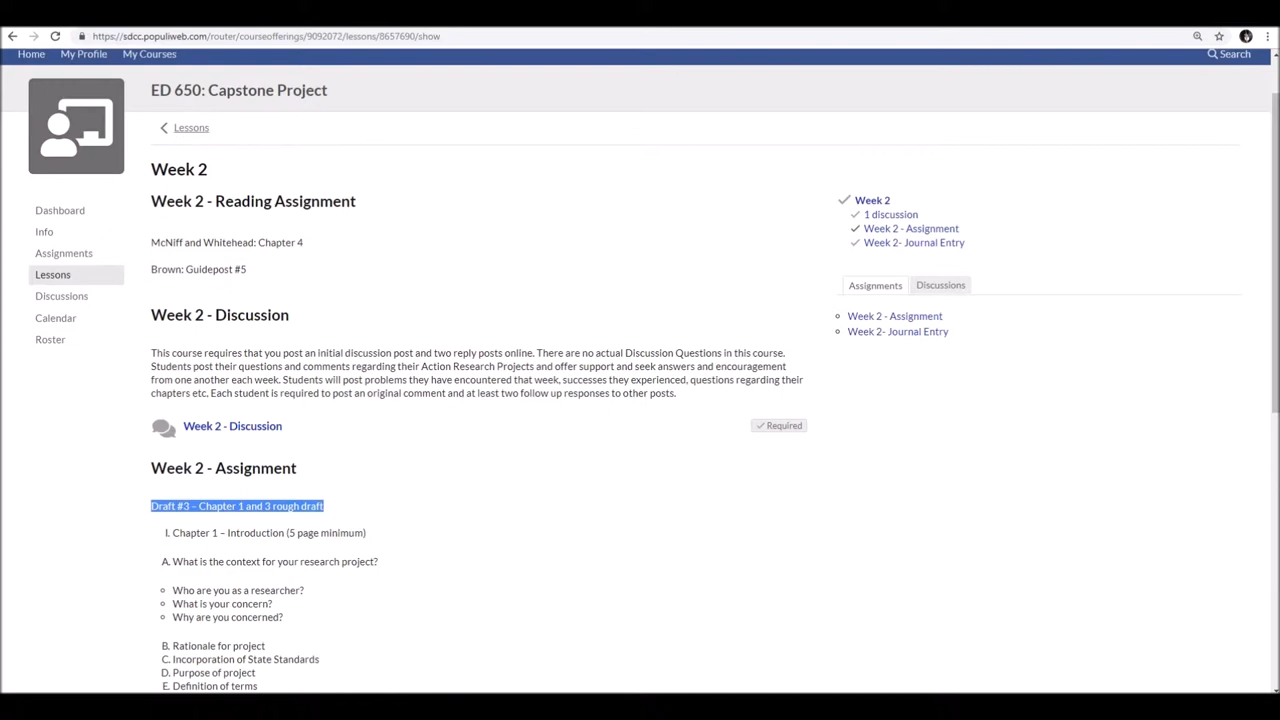 https://sdcc.populiweb.com/router/courseofferings/9092072/lessons/8657690/show
Home My Profile My Courses Search
ED 650: Capstone Project
Lessons
Dashboard
Info
Assignments
Lessons
Discussions
Calendar
Roster
Week 2
Week 2 - Reading Assignment
McNiff and Whitehead: Chapter 4
Brown: Guidepost #5
Week 2 - Discussion
This course requires that you post an initial discussion post and two reply posts online. There are no actual Discussion Questions in this course.
Students post their questions and comments regarding their Action Research Projects and offer support and seek answers and encouragement
from one another each week. Students will post problems they have encountered that week, successes they experienced, questions regarding their
chapters etc. Each student is required to post an original comment and at least two follow up responses to other posts.
Week 2 - Discussion Required
Week 2 - Assignment
Draft #3 – Chapter 1 and 3 rough draft
I. Chapter 1 – Introduction (5 page minimum)
A. What is the context for your research project?
Who are you as a researcher?
What is your concern?
Why are you concerned?
B. Rationale for project
C. Incorporation of State Standards
D. Purpose of project
E. Definition of terms
Week 2
1 discussion
Week 2 - Assignment
Week 2- Journal Entry
Assignments Discussions
Week 2 - Assignment
Week 2- Journal Entry